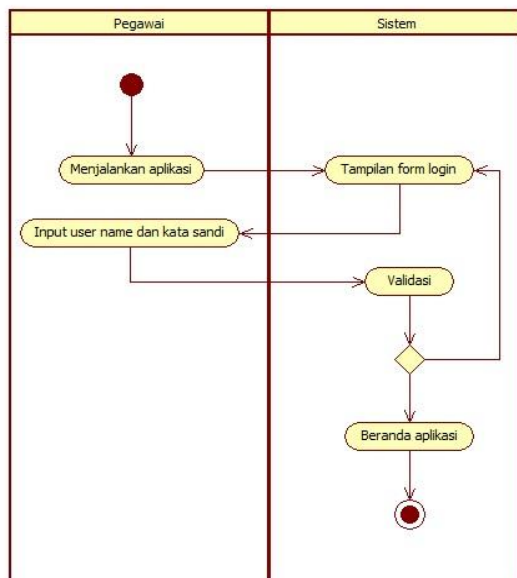 Pegawai
Sistem
Menjalankan aplikasi
Tampilan form login
Input user name dan kata sandi
Validasi
Beranda aplikasi